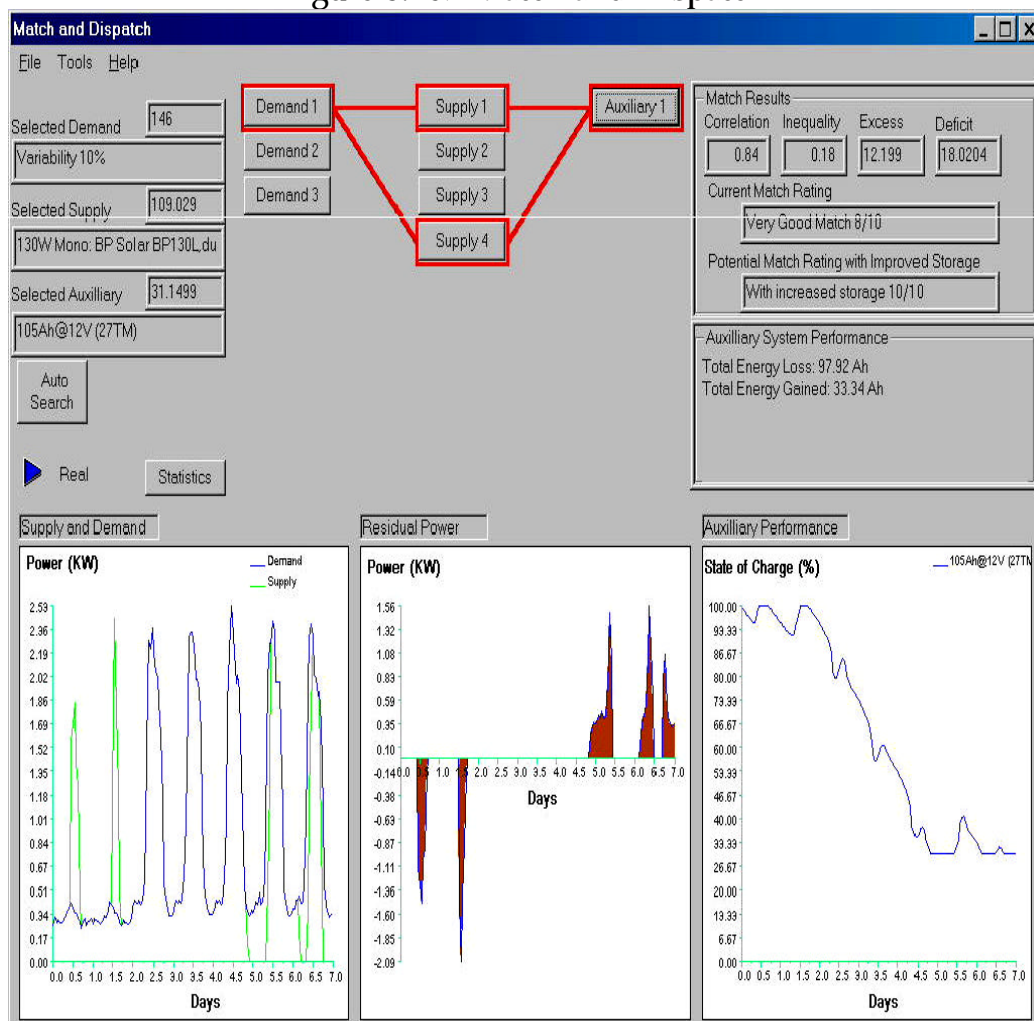 Match and Dispatch
File Tools Help
Selected Demand 146
Variability 10%
Selected Supply 109.029
130W Mono: BP Solar BP130L,du
Selected Auxilliary 31.1499
105Ah@12V (27TM)
Auto
Search
Real
Statistics
Demand 1 Supply 1 Auxiliary 1
Demand 2 Supply 2
Demand 3 Supply 3
Supply 4
Match Results
Correlation Inequality Excess Deficit
0.84 0.18 12.199 18.0204
Current Match Rating
Very Good Match 8/10
Potential Match Rating with Improved Storage
With increased storage 10/10
Auxilliary System Performance
Total Energy Loss: 97.92 Ah
Total Energy Gained: 33.34 Ah
Supply and Demand
Power (KW)
Demand
Supply
2.59
2.36
2.19
2.02
1.86
1.69
1.52
1.35
1.18
1.01
0.84
0.67
0.51
0.34
0.17
0.00
0.0 0.5 1.0 1.5 2.0 2.5 3.0 3.5 4.0 4.5 5.0 5.5 6.0 6.5 7.0
Days
Residual Power
Power (KW)
1.56
1.32
1.08
0.83
0.59
0.35
0.10
-0.14
-0.38
-0.63
-0.87
-1.11
-1.36
-1.60
-1.85
-2.09
0.0 0.5 1.0 1.5 2.0 2.5 3.0 3.5 4.0 4.5 5.0 5.5 6.0 6.5 7.0
Days
Auxilliary Performance
State of Charge (%)
105Ah@12V (27TM
100.00
93.33
86.67
80.00
73.33
66.67
60.00
53.33
46.67
40.00
33.33
26.67
20.00
13.33
6.67
0.00
0.0 0.5 1.0 1.5 2.0 2.5 3.0 3.5 4.0 4.5 5.0 5.5 6.0 6.5 7.0
Days